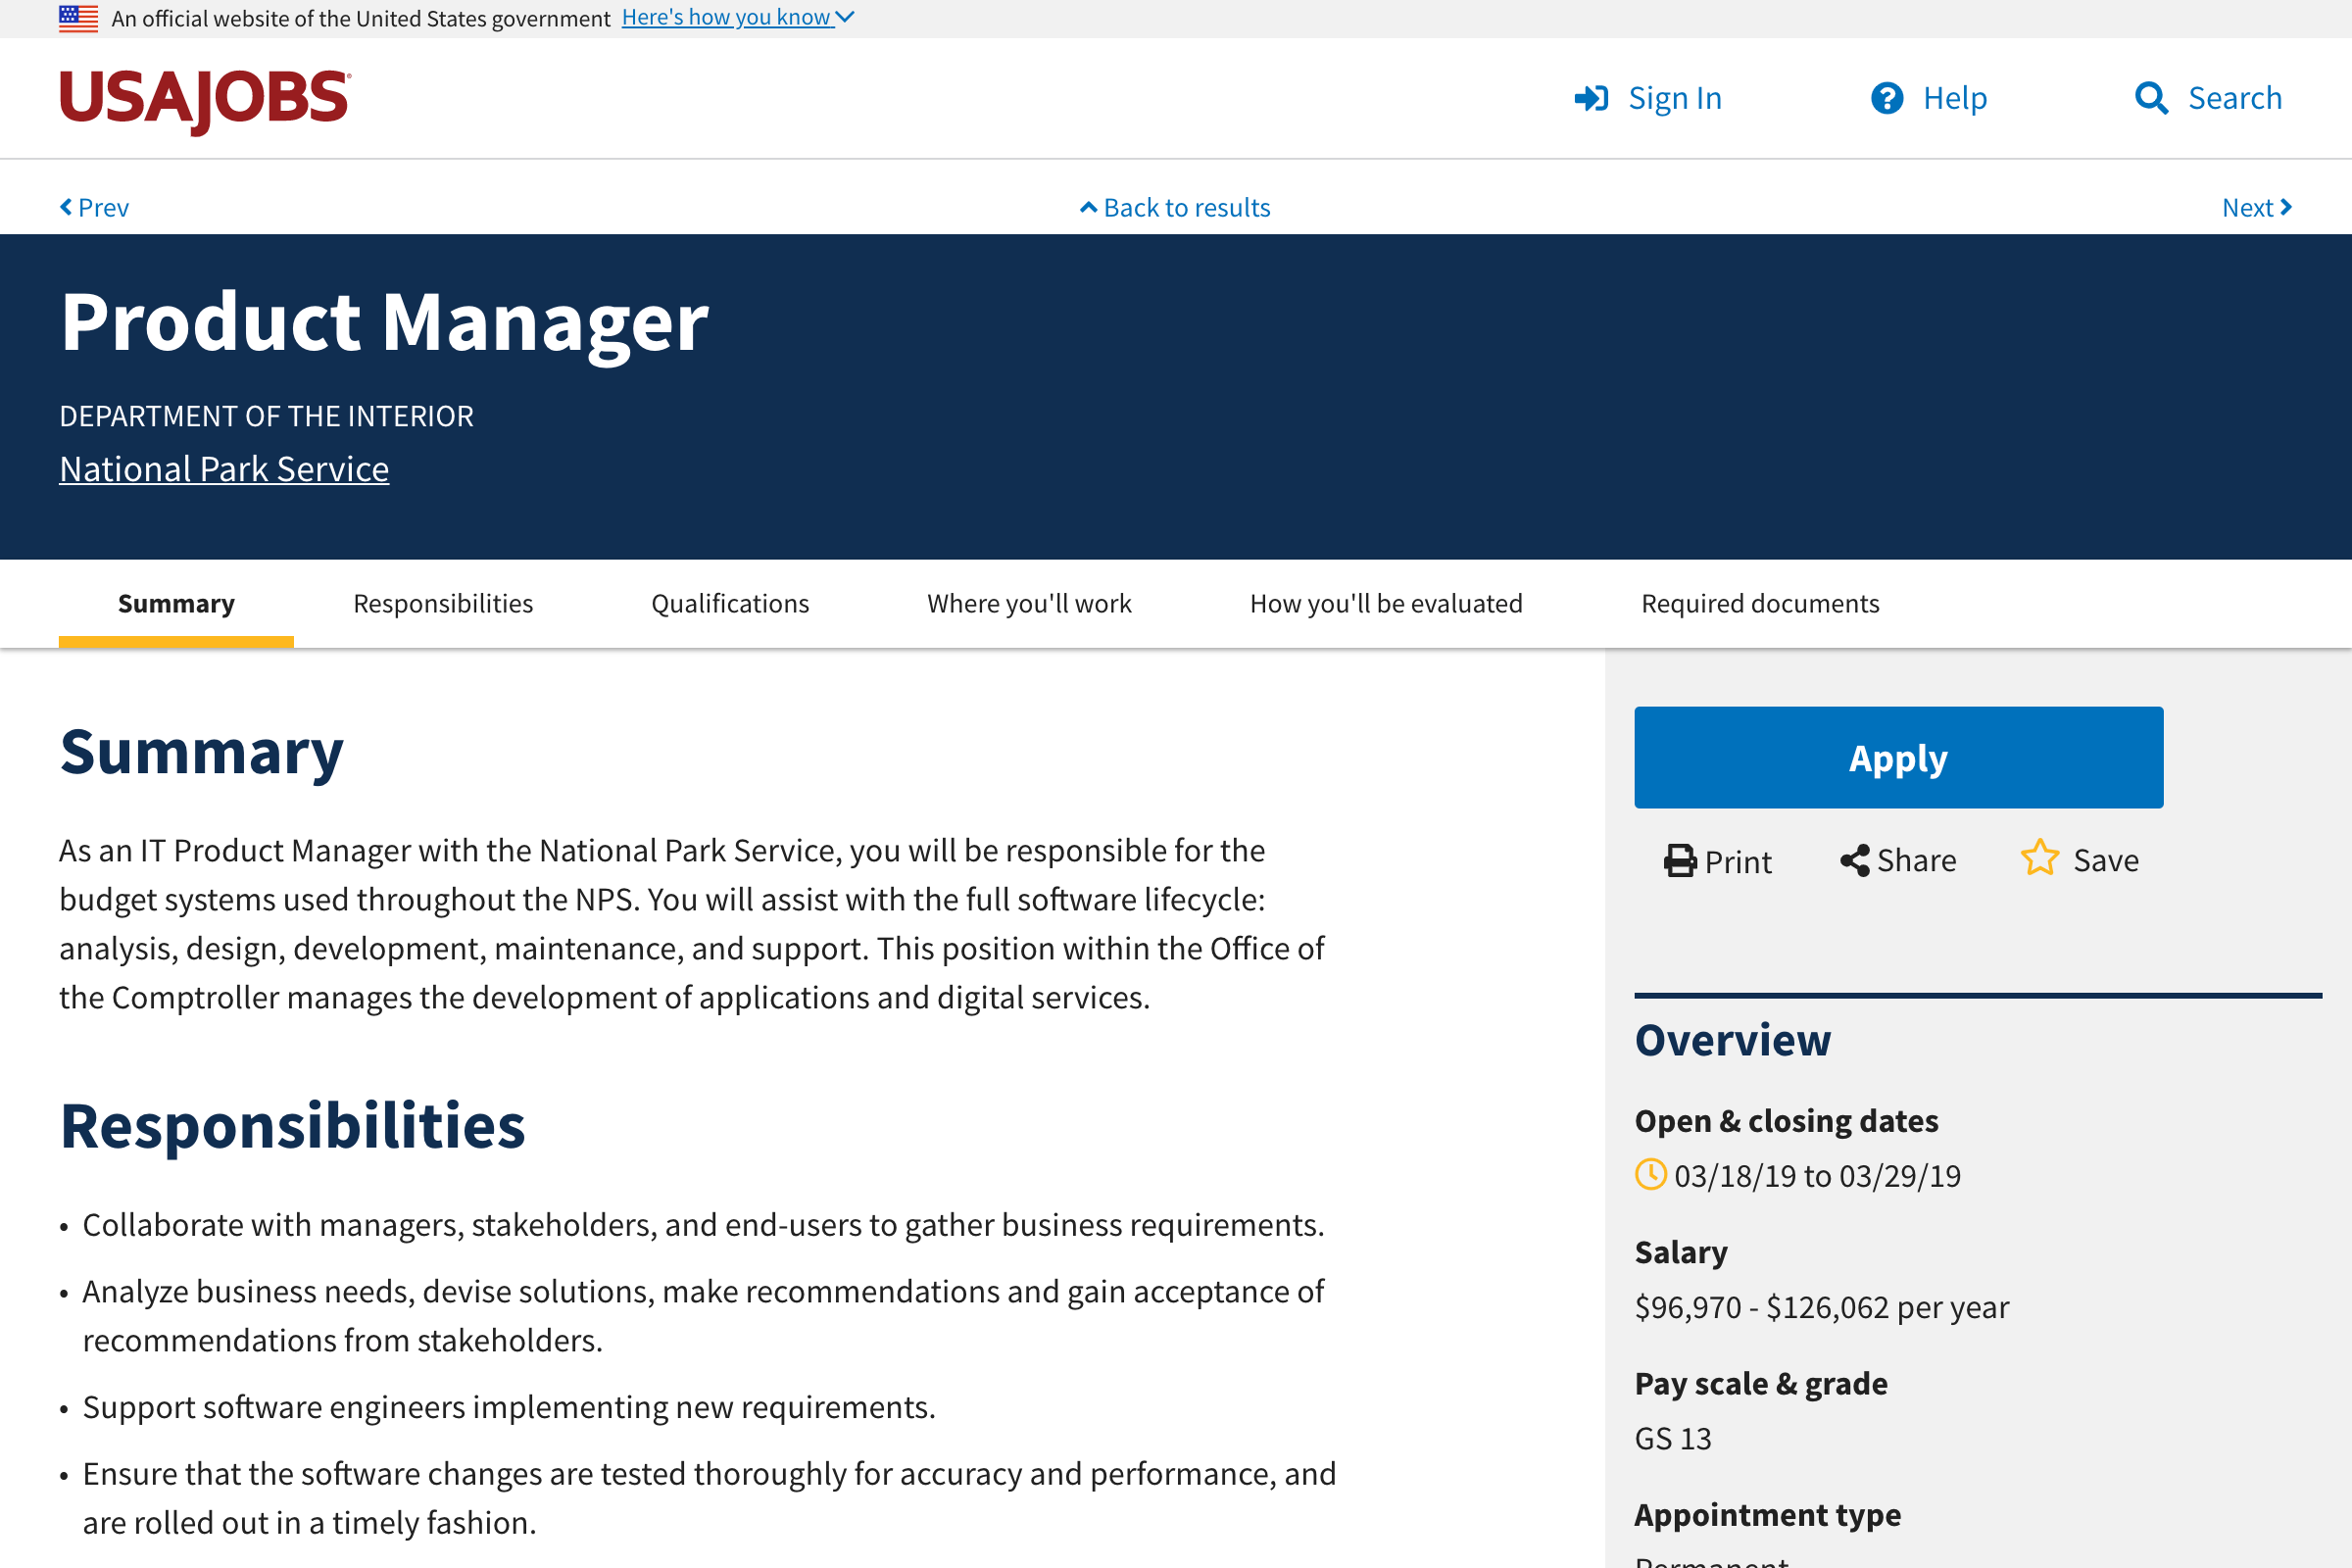 An official website of the United States government Here's how you know
USAJOBS
Sign In
Help
Search
Prev
Back to results
Next
Product Manager
DEPARTMENT OF THE INTERIOR
National Park Service
Summary
Responsibilities
Qualifications
Where you'll work
How you'll be evaluated
Required documents
Summary
As an IT Product Manager with the National Park Service, you will be responsible for the
budget systems used throughout the NPS. You will assist with the full software lifecycle:
analysis, design, development, maintenance, and support. This position within the Office of
the Comptroller manages the development of applications and digital services.
Responsibilities
• Collaborate with managers, stakeholders, and end-users to gather business requirements.
• Analyze business needs, devise solutions, make recommendations and gain acceptance of
recommendations from stakeholders.
• Support software engineers implementing new requirements.
• Ensure that the software changes are tested thoroughly for accuracy and performance, and
are rolled out in a timely fashion.
Apply
Print
Share
Save
Overview
Open & closing dates
03/18/19 to 03/29/19
Salary
$96,970 - $126,062 per year
Pay scale & grade
GS 13
Appointment type
Permanent